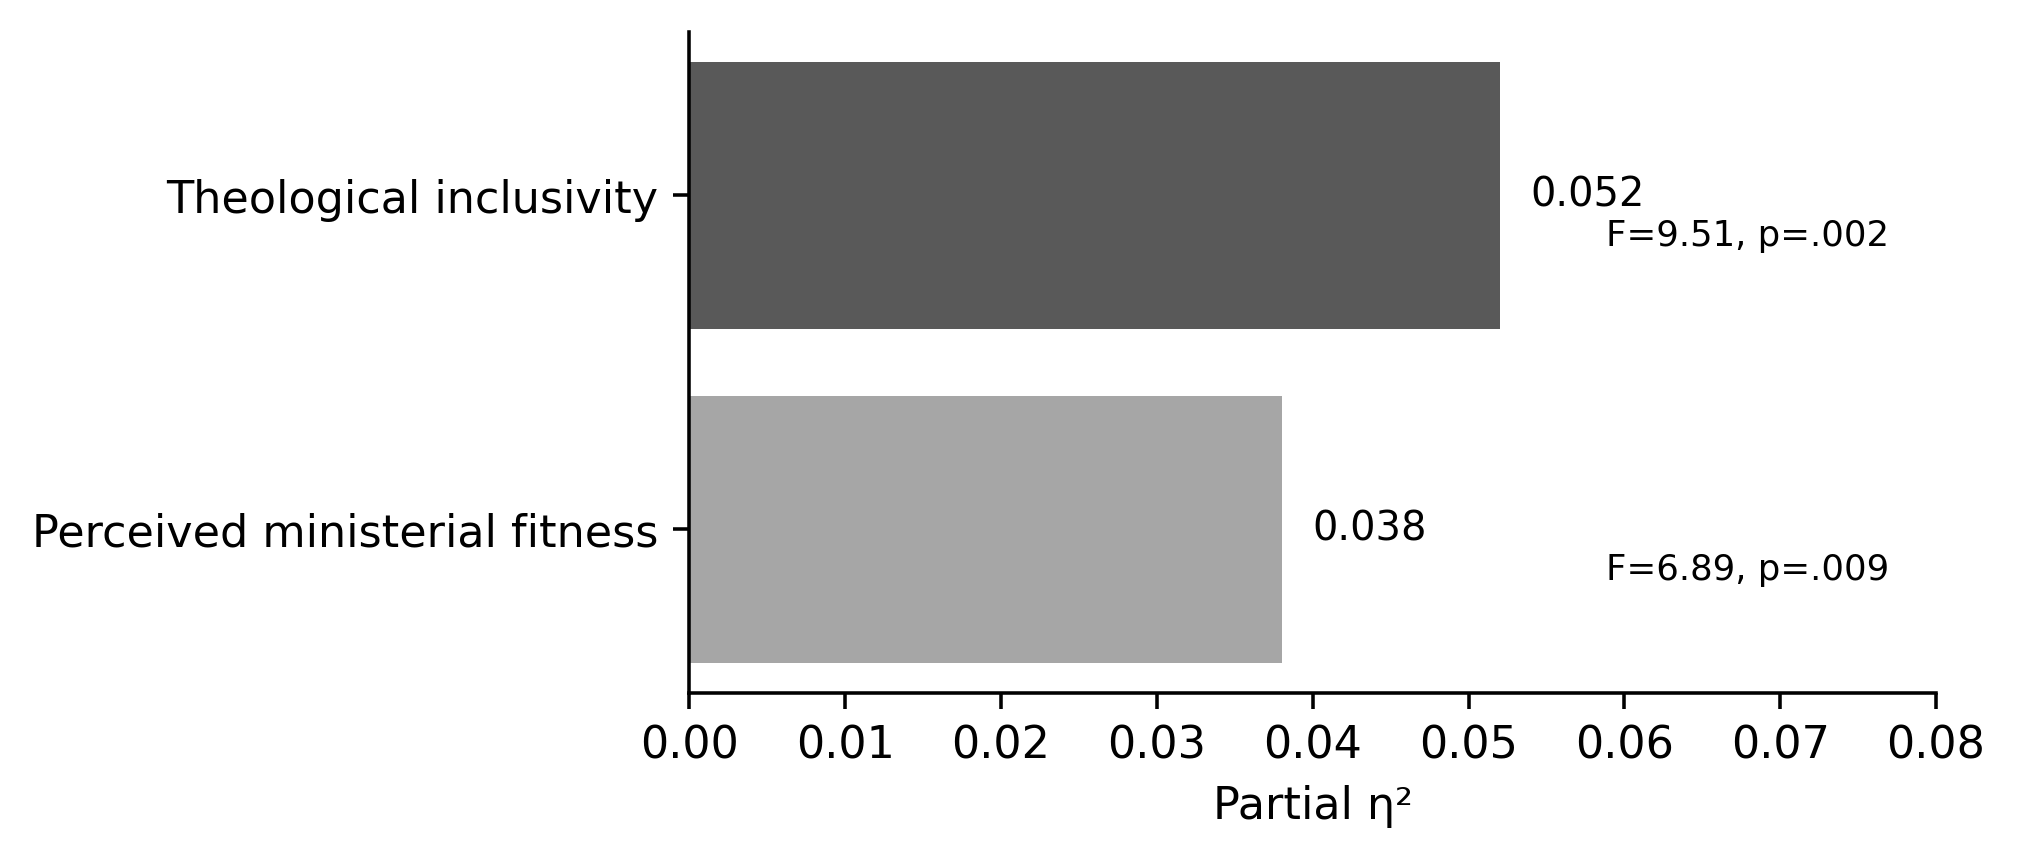 Theological inclusivity
0.052
F=9.51, p=.002
Perceived ministerial fitness
0.038
F=6.89, p=.009
0.00 0.01 0.02 0.03 0.04 0.05 0.06 0.07 0.08
Partial η²